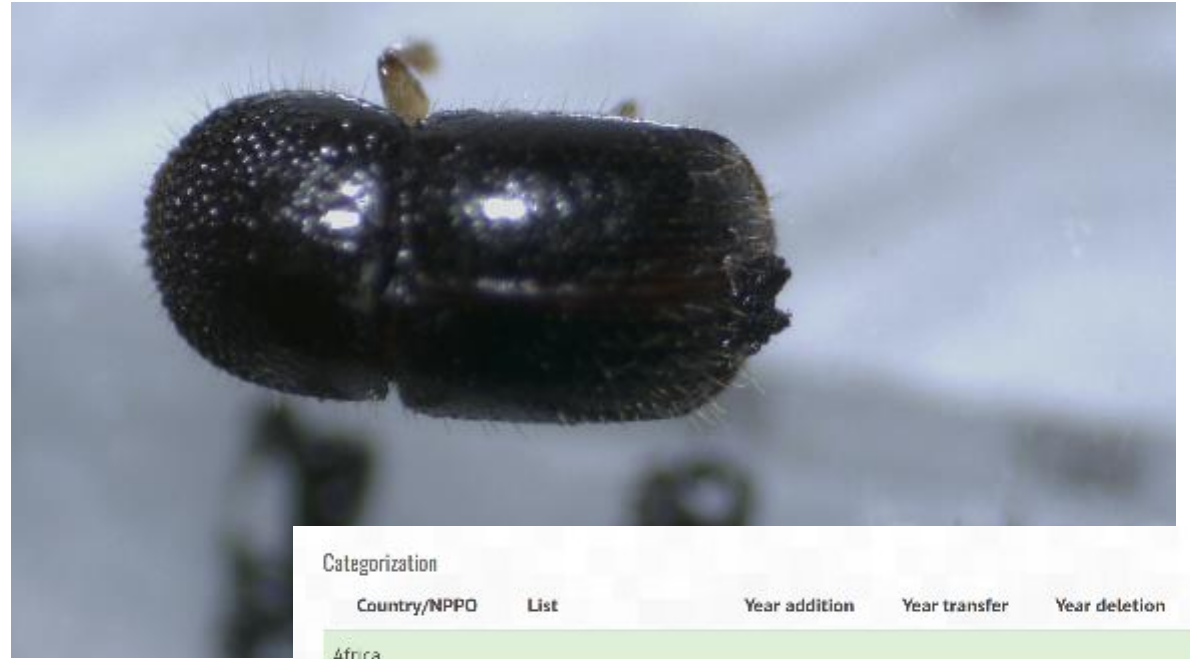 Categorization
Country/NPPO List Year addition Year transfer Year deletion
Africa